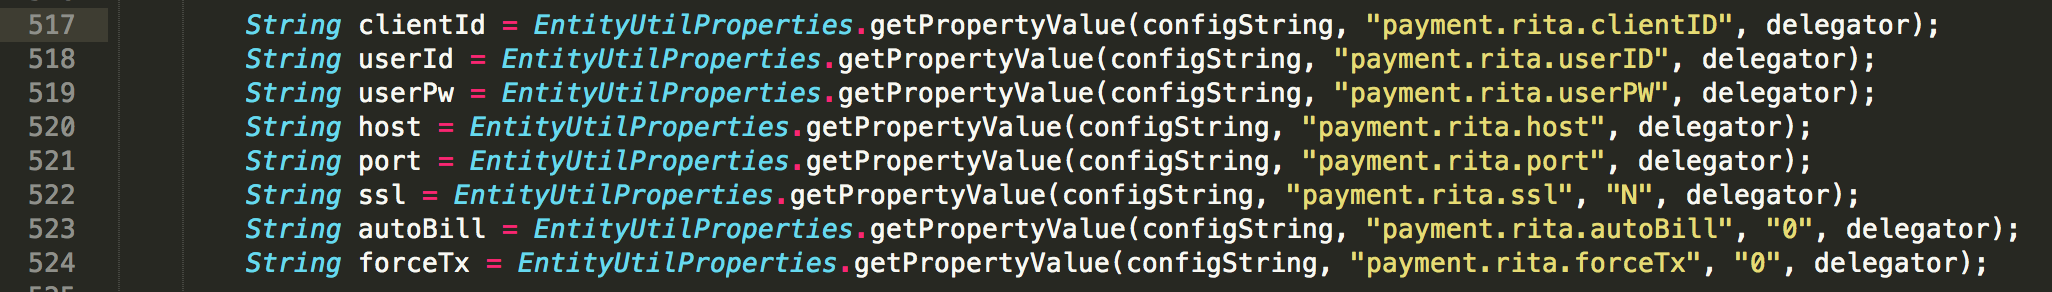 517 String clientId = EntityUtilProperties.getPropertyValue(configString, "payment.rita.clientID", delegator);
518 String userId = EntityUtilProperties.getPropertyValue(configString, "payment.rita.userID", delegator);
519 String userPw = EntityUtilProperties.getPropertyValue(configString, "payment.rita.userPW", delegator);
520 String host = EntityUtilProperties.getPropertyValue(configString, "payment.rita.host", delegator);
521 String port = EntityUtilProperties.getPropertyValue(configString, "payment.rita.port", delegator);
522 String ssl = EntityUtilProperties.getPropertyValue(configString, "payment.rita.ssl", "N", delegator);
523 String autoBill = EntityUtilProperties.getPropertyValue(configString, "payment.rita.autoBill", "0", delegator);
524 String forceTx = EntityUtilProperties.getPropertyValue(configString, "payment.rita.forceTx", "0", delegator);